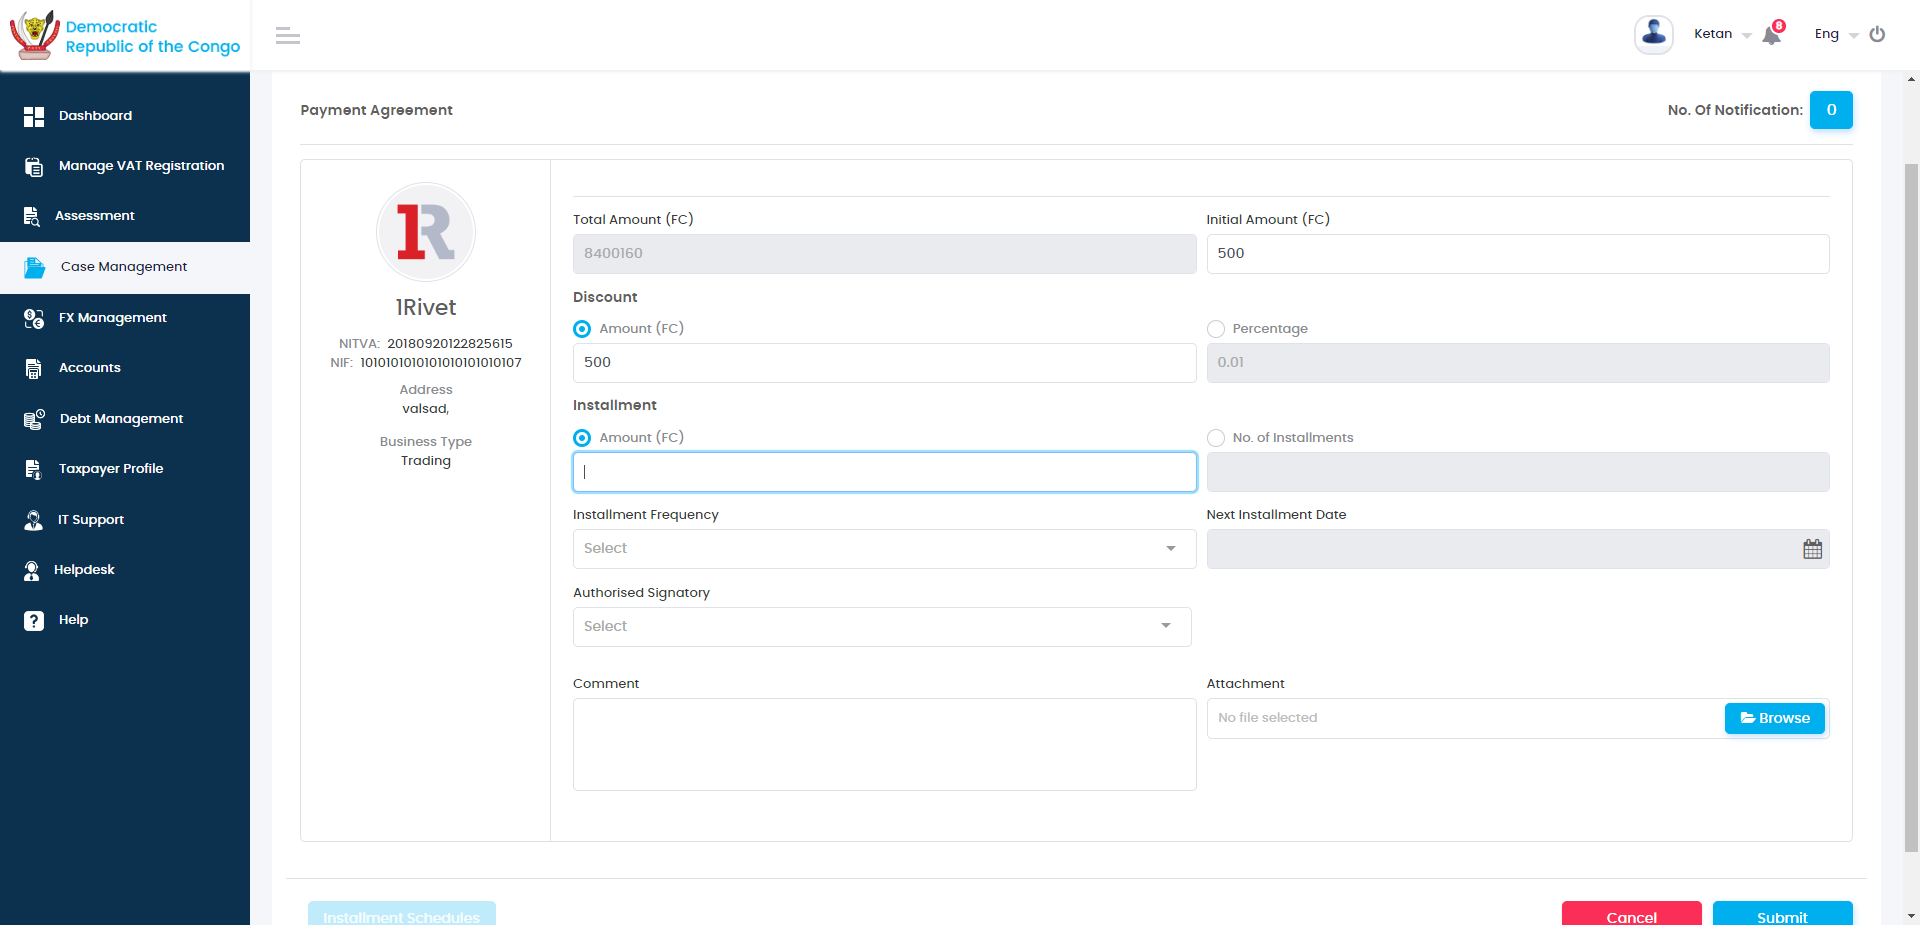 Democratic
Republic of the Congo
Ketan
8
Eng
Dashboard
Manage VAT Registration
Assessment
Case Management
FX Management
Accounts
Debt Management
Taxpayer Profile
IT Support
Helpdesk
Help
Payment Agreement
No. Of Notification: 0
1R
1Rivet
NITVA: 20180920122825615
NIF: 1010101010101010101010107
Address
valsad,
Business Type
Trading
Total Amount (FC)
Initial Amount (FC)
8400160
500
Discount
Amount (FC)
Percentage
500
0.01
Installment
Amount (FC)
No. of Installments
Installment Frequency
Next Installment Date
Select
Authorised Signatory
Select
Comment
Attachment
No file selected
Browse
Installment Schedules
Cancel
Submit